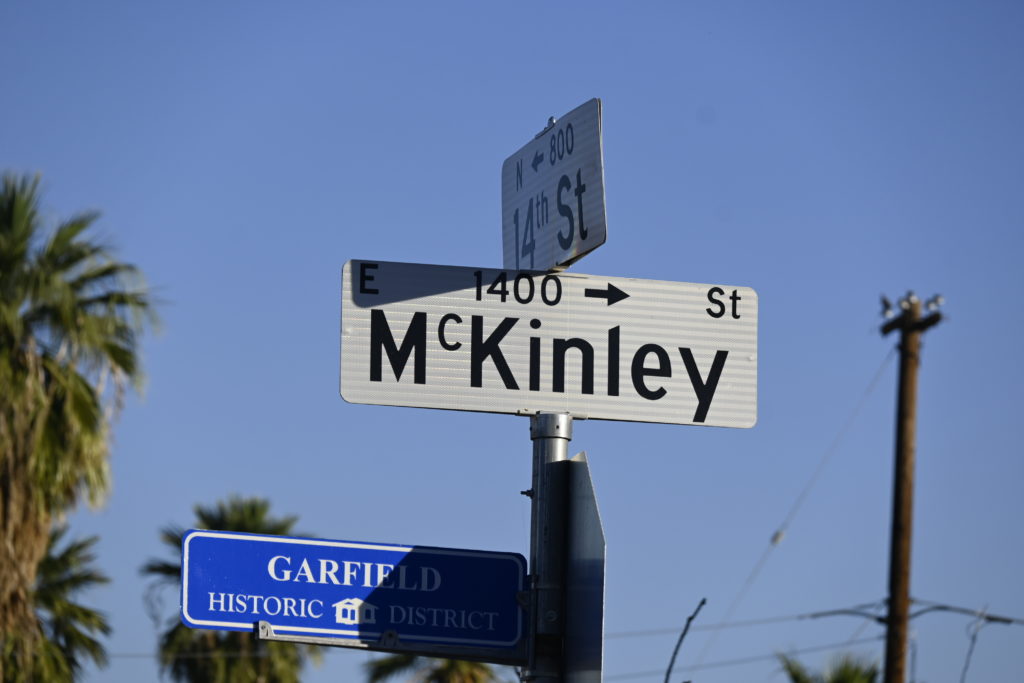 N ← 800
14th St
E 1400 → St
McKinley
GARFIELD
HISTORIC DISTRICT